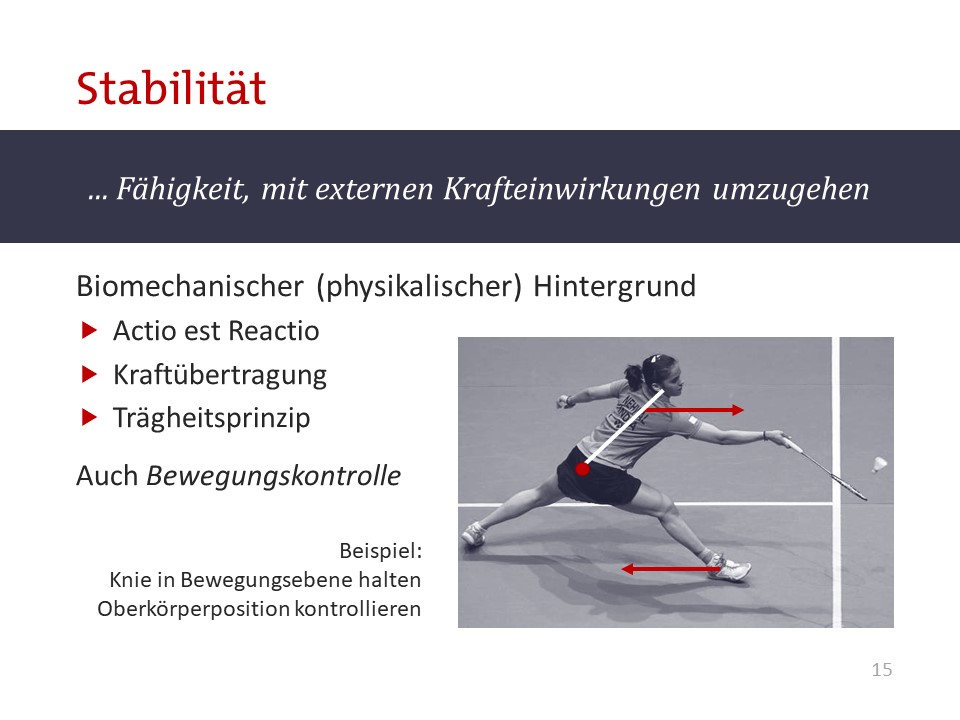 Stabilität
... Fähigkeit, mit externen Krafteinwirkungen umzugehen
Biomechanischer (physikalischer) Hintergrund
Actio est Reactio
Kraftübertragung
Trägheitsprinzip
Auch Bewegungskontrolle
Beispiel:
Knie in Bewegungsebene halten
Oberkörperposition kontrollieren
15